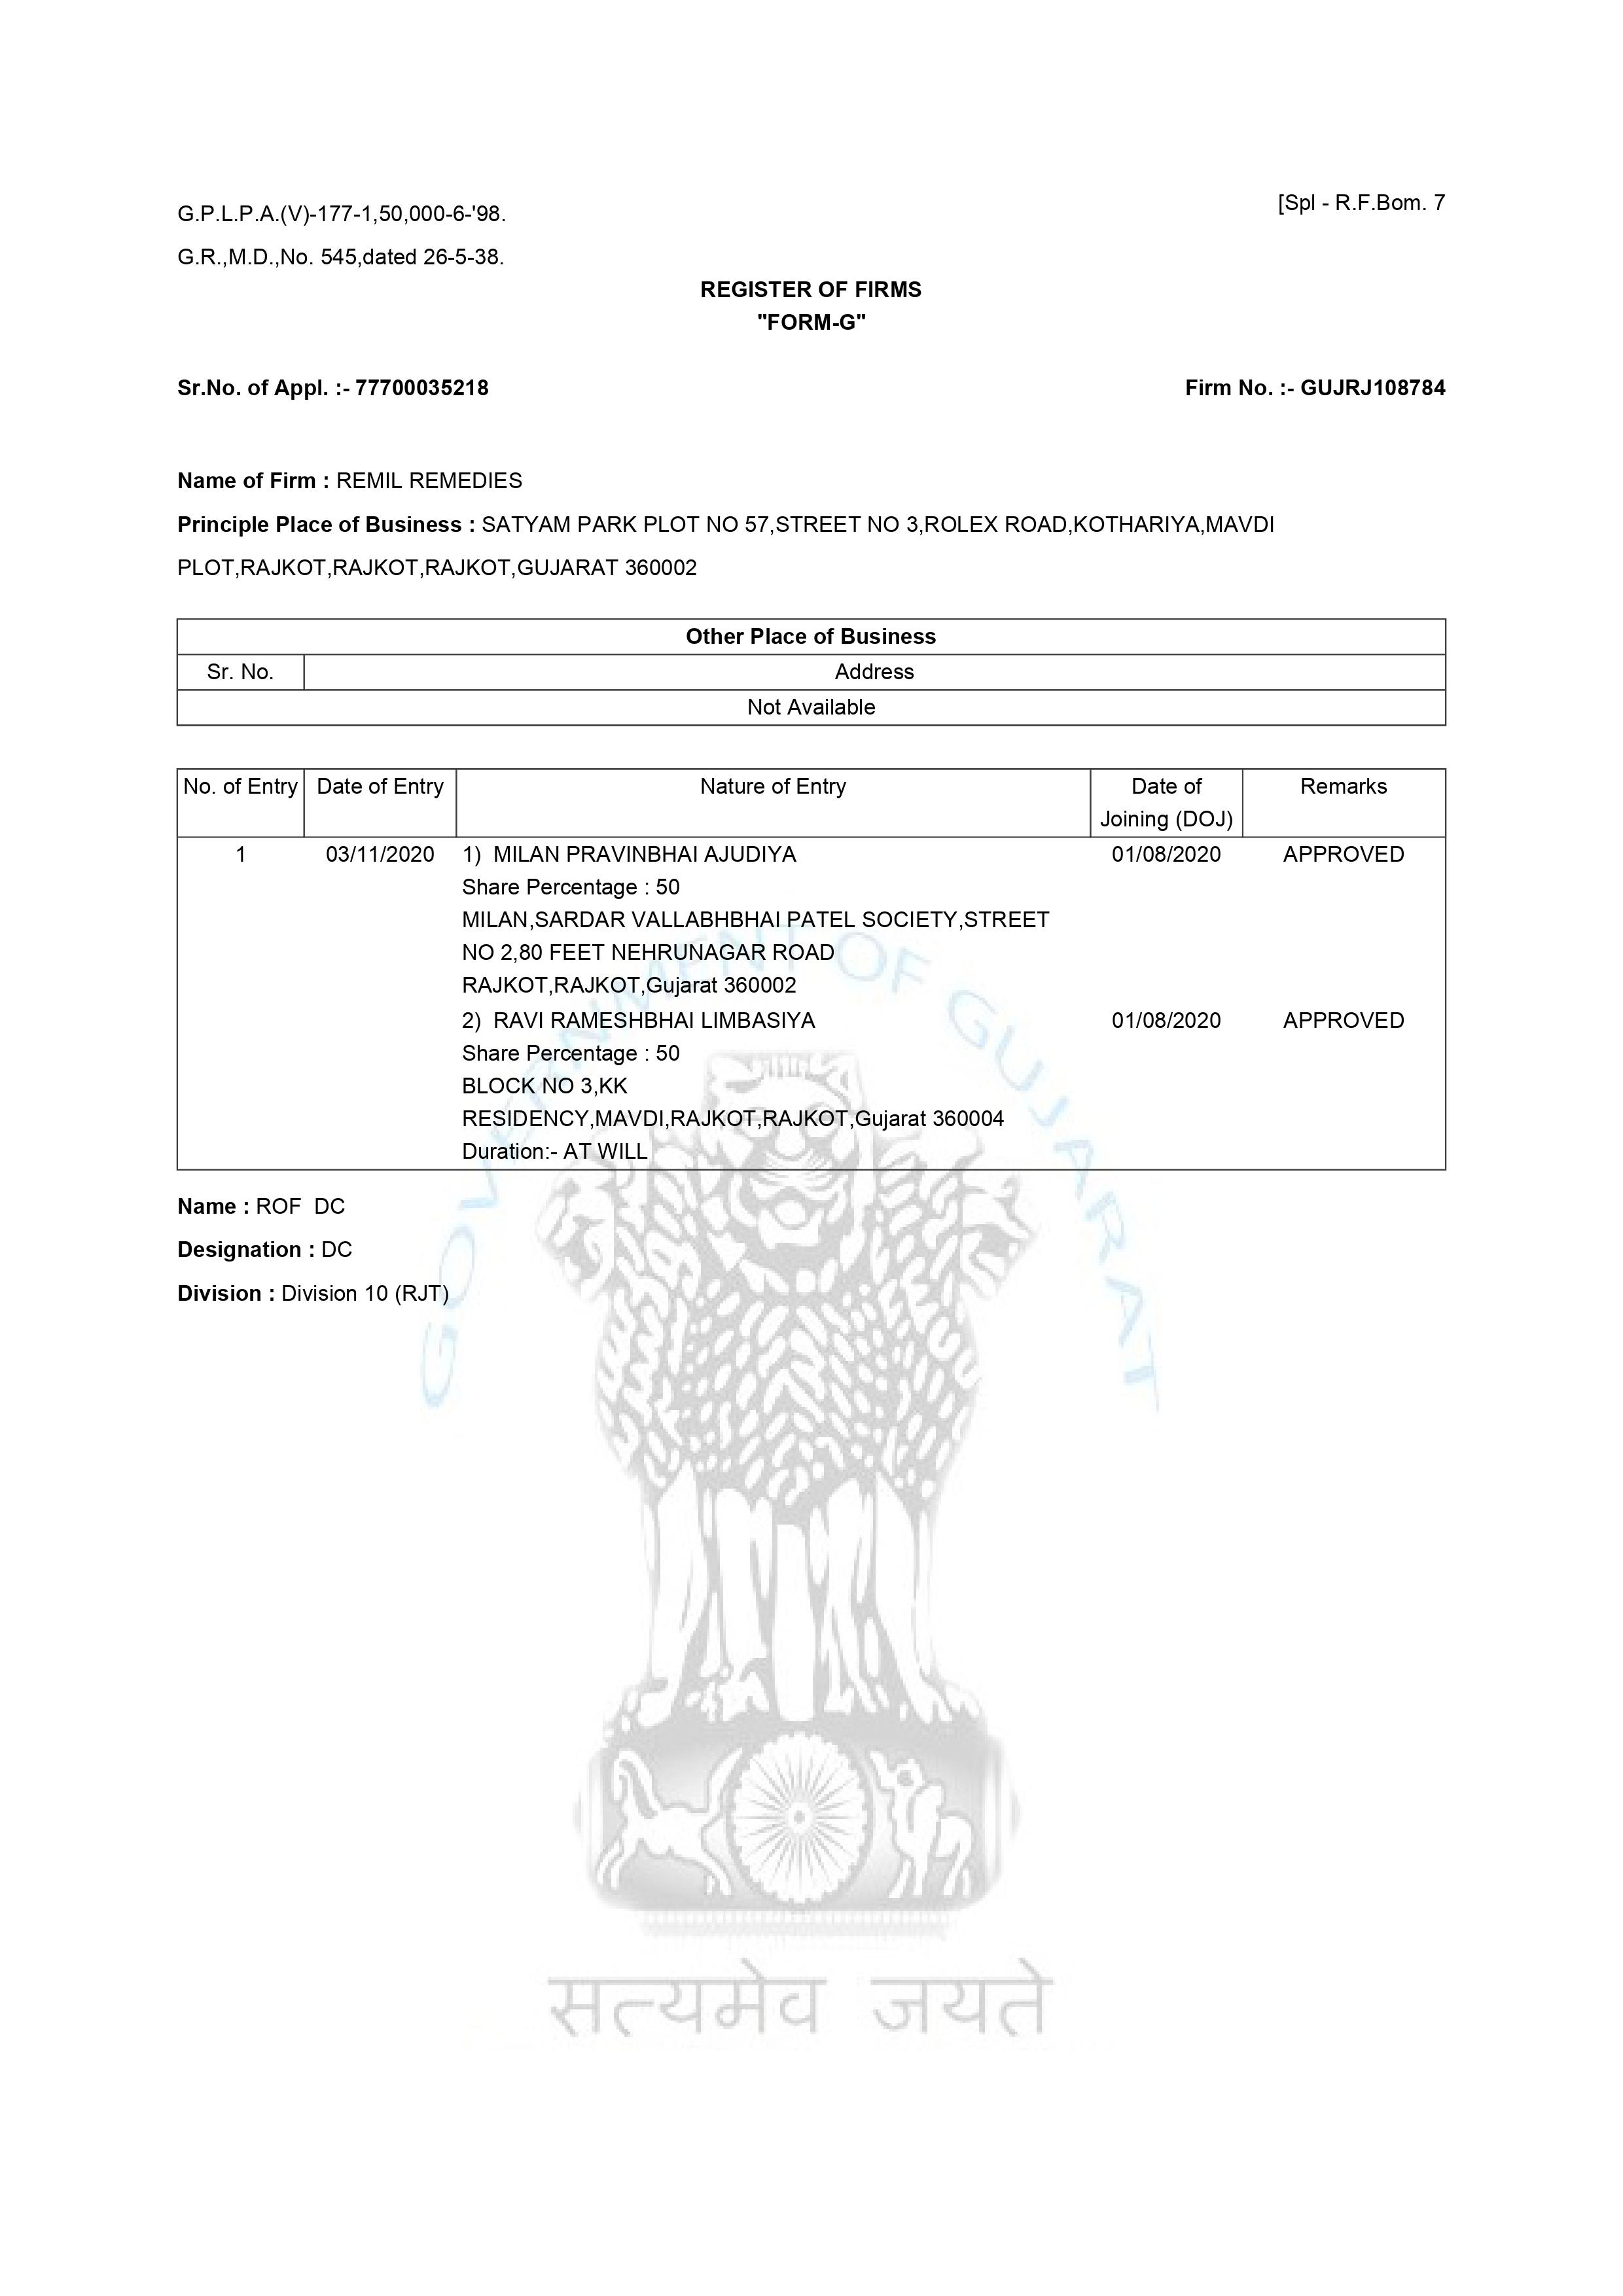 G.P.L.P.A.(V)-177-1,50,000-6-'98.
[Spl - R.F.Bom. 7
G.R.,M.D.,No. 545,dated 26-5-38.
REGISTER OF FIRMS
"FORM-G"
Sr.No. of Appl. :- 77700035218
Firm No. :- GUJRJ108784
Name of Firm : REMIL REMEDIES
Principle Place of Business : SATYAM PARK PLOT NO 57,STREET NO 3,ROLEX ROAD,KOTHARIYA,MAVDI
PLOT,RAJKOT,RAJKOT,RAJKOT,GUJARAT 360002
Other Place of Business
Sr. No. Address
Not Available
No. of Entry Date of Entry Nature of Entry Date of Remarks
Joining (DOJ)
1 03/11/2020 1) MILAN PRAVINBHAI AJUDIYA 01/08/2020 APPROVED
Share Percentage : 50
MILAN,SARDAR VALLABHBHAI PATEL SOCIETY,STREET
NO 2,80 FEET NEHRUNAGAR ROAD
RAJKOT,RAJKOT,Gujarat 360002
2) RAVI RAMESHBHAI LIMBASIYA 01/08/2020 APPROVED
Share Percentage : 50
BLOCK NO 3,KK
RESIDENCY,MAVDI,RAJKOT,RAJKOT,Gujarat 360004
Duration:- AT WILL
Name : ROF DC
Designation : DC
Division : Division 10 (RJT)
GOVERNMENT OF GUJARAT
सत्यमेव जयते